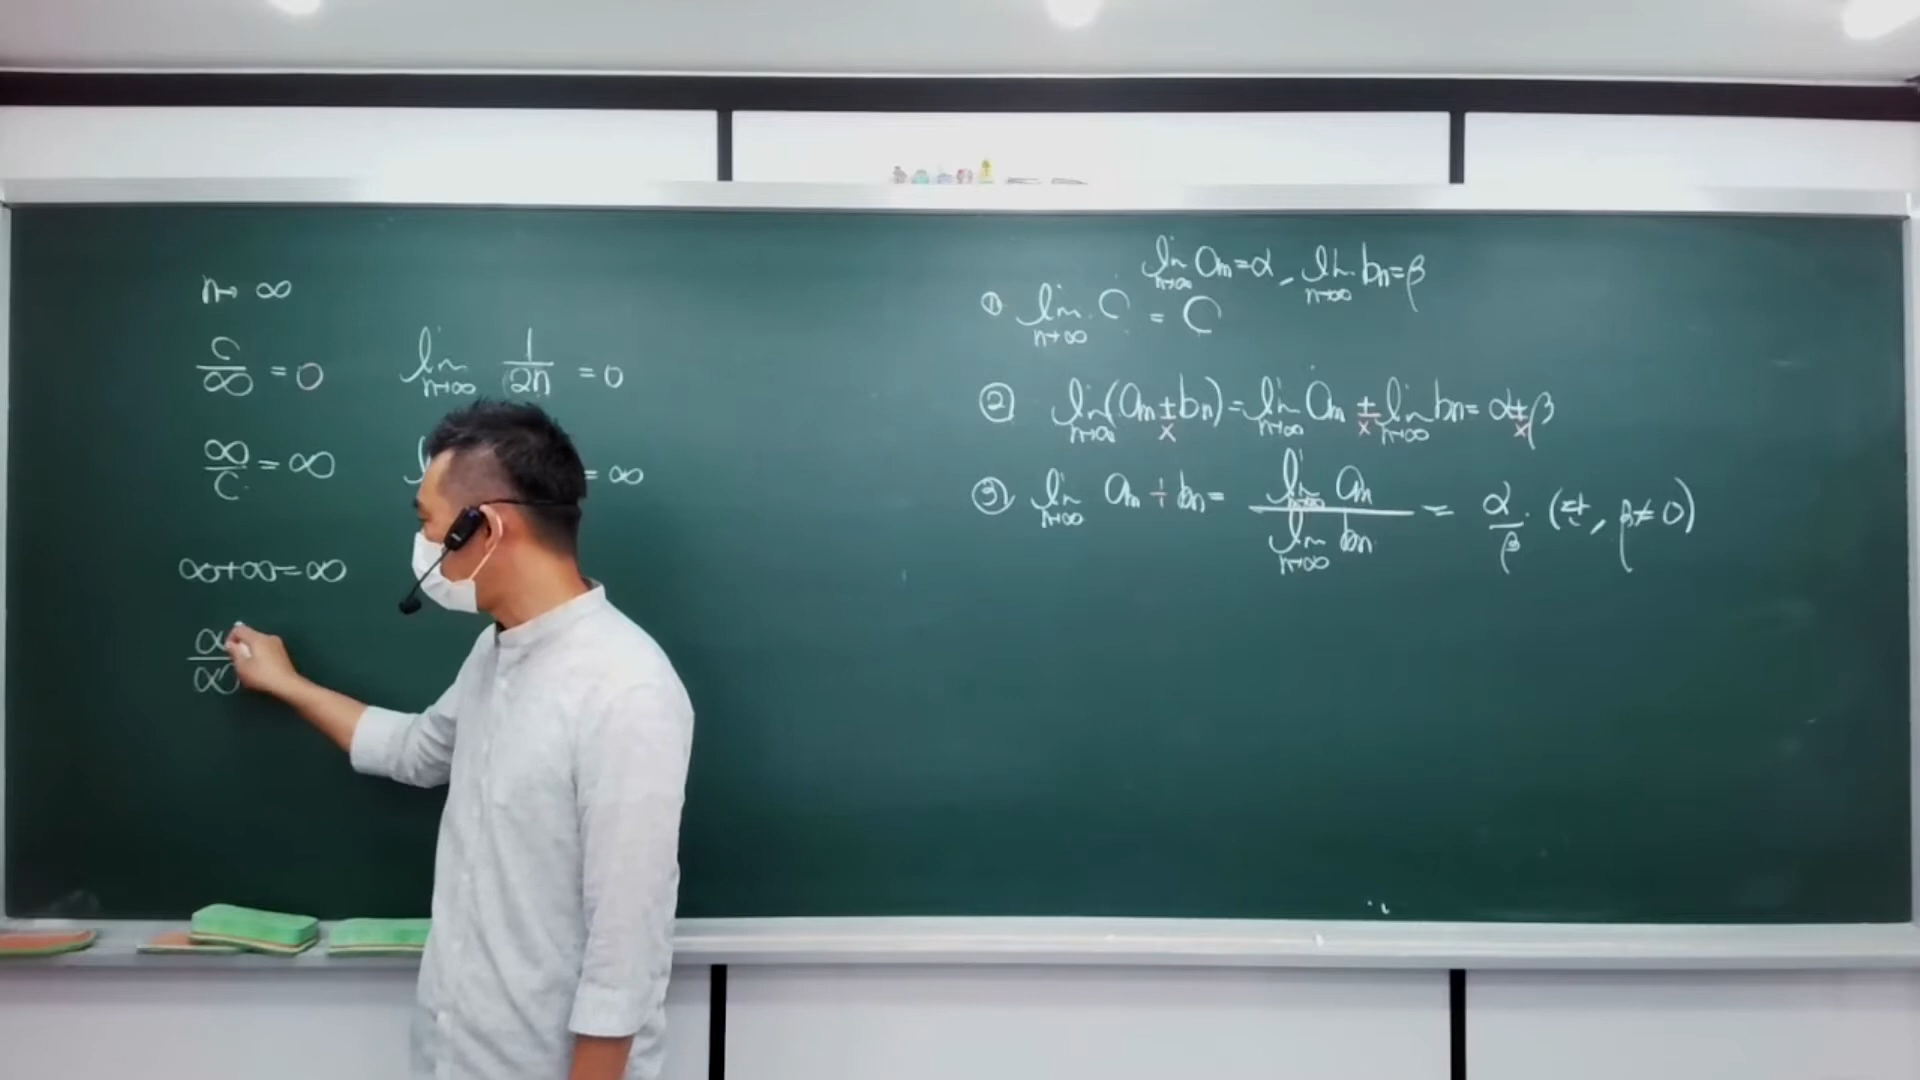 n→∞
c/∞ = 0
lim n→∞ 1/2n = 0
∞/c = ∞
= ∞
∞+∞=∞
∞/∞
lim n→∞ an=α, lim n→∞ bn=β
① lim n→∞ C = C
② lim n→∞ (an ± × bn) = lim n→∞ an ± × lim n→∞ bn = α ± × β
③ lim n→∞ an ÷ bn = lim n→∞ an / lim n→∞ bn = α/β (단, β≠0)